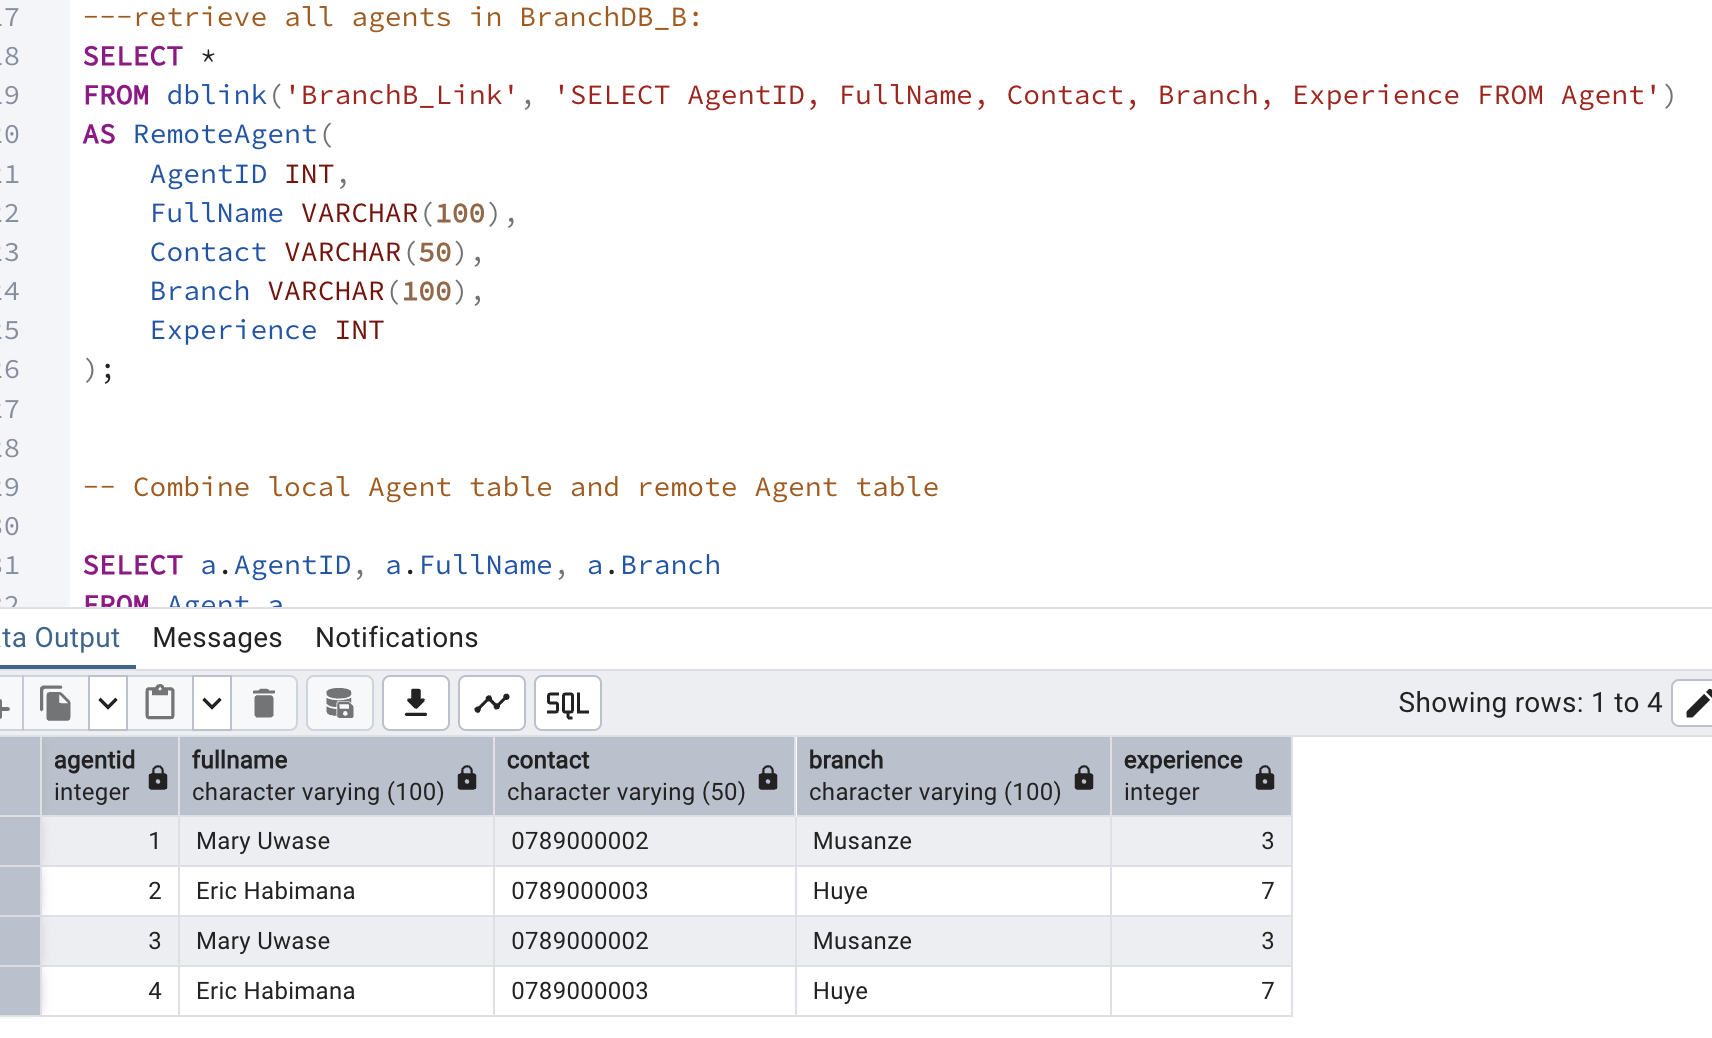 7 ---retrieve all agents in BranchDB_B:
8 SELECT *
9 FROM dblink('BranchB_Link', 'SELECT AgentID, FullName, Contact, Branch, Experience FROM Agent')
0 AS RemoteAgent(
1 AgentID INT,
2 FullName VARCHAR(100),
3 Contact VARCHAR(50),
4 Branch VARCHAR(100),
5 Experience INT
6 );
7
8
9 -- Combine local Agent table and remote Agent table
0
1 SELECT a.AgentID, a.FullName, a.Branch
2 FROM Agent a
ta Output Messages Notifications
SQL Showing rows: 1 to 4
agentid fullname contact branch experience
integer character varying (100) character varying (50) character varying (100) integer
1 Mary Uwase 0789000002 Musanze 3
2 Eric Habimana 0789000003 Huye 7
3 Mary Uwase 0789000002 Musanze 3
4 Eric Habimana 0789000003 Huye 7